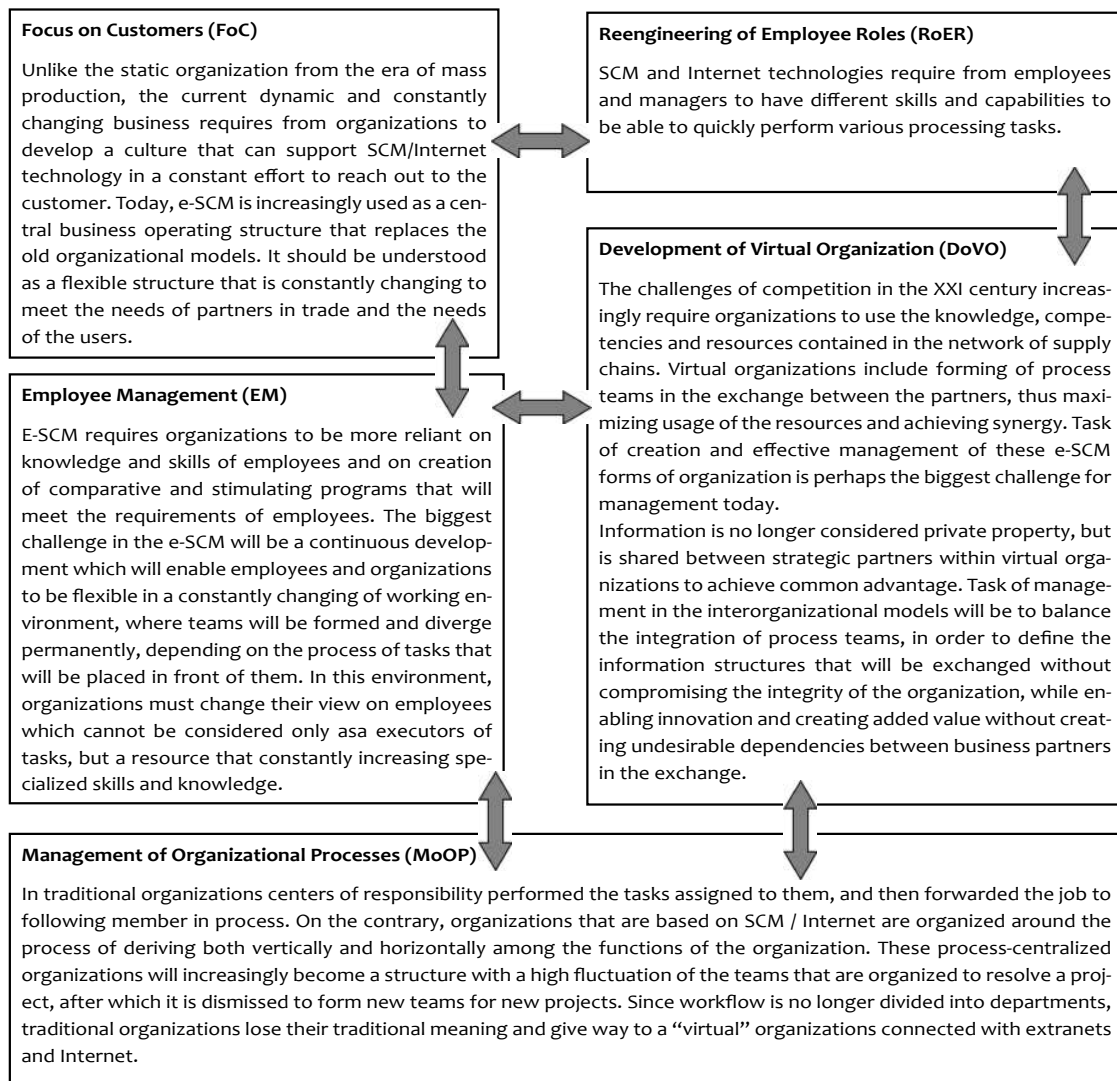 Focus on Customers (FoC)
Unlike the static organization from the era of mass
production, the current dynamic and constantly
changing business requires from organizations to
develop a culture that can support SCM/Internet
technology in a constant effort to reach out to the
customer. Today, e-SCM is increasingly used as a cen-
tral business operating structure that replaces the
old organizational models. It should be understood
as a flexible structure that is constantly changing to
meet the needs of partners in trade and the needs
of the users.
Reengineering of Employee Roles (RoER)
SCM and Internet technologies require from employees
and managers to have different skills and capabilities to
be able to quickly perform various processing tasks.
Employee Management (EM)
E-SCM requires organizations to be more reliant on
knowledge and skills of employees and on creation
of comparative and stimulating programs that will
meet the requirements of employees. The biggest
challenge in the e-SCM will be a continuous develop-
ment which will enable employees and organizations
to be flexible in a constantly changing of working en-
vironment, where teams will be formed and diverge
permanently, depending on the process of tasks that
will be placed in front of them. In this environment,
organizations must change their view on employees
which cannot be considered only asa executors of
tasks, but a resource that constantly increasing spe-
cialized skills and knowledge.
Development of Virtual Organization (DoVO)
The challenges of competition in the XXI century increas-
ingly require organizations to use the knowledge, compe-
tencies and resources contained in the network of supply
chains. Virtual organizations include forming of process
teams in the exchange between the partners, thus maxi-
mizing usage of the resources and achieving synergy. Task
of creation and effective management of these e-SCM
forms of organization is perhaps the biggest challenge for
management today.
Information is no longer considered private property, but
is shared between strategic partners within virtual orga-
nizations to achieve common advantage. Task of manage-
ment in the interorganizational models will be to balance
the integration of process teams, in order to define the
information structures that will be exchanged without
compromising the integrity of the organization, while en-
abling innovation and creating added value without creat-
ing undesirable dependencies between business partners
in the exchange.
Management of Organizational Processes (MoOP)
In traditional organizations centers of responsibility performed the tasks assigned to them, and then forwarded the job to
following member in process. On the contrary, organizations that are based on SCM / Internet are organized around the
process of deriving both vertically and horizontally among the functions of the organization. These process-centralized
organizations will increasingly become a structure with a high fluctuation of the teams that are organized to resolve a proj-
ect, after which it is dismissed to form new teams for new projects. Since workflow is no longer divided into departments,
traditional organizations lose their traditional meaning and give way to a “virtual” organizations connected with extranets
and Internet.